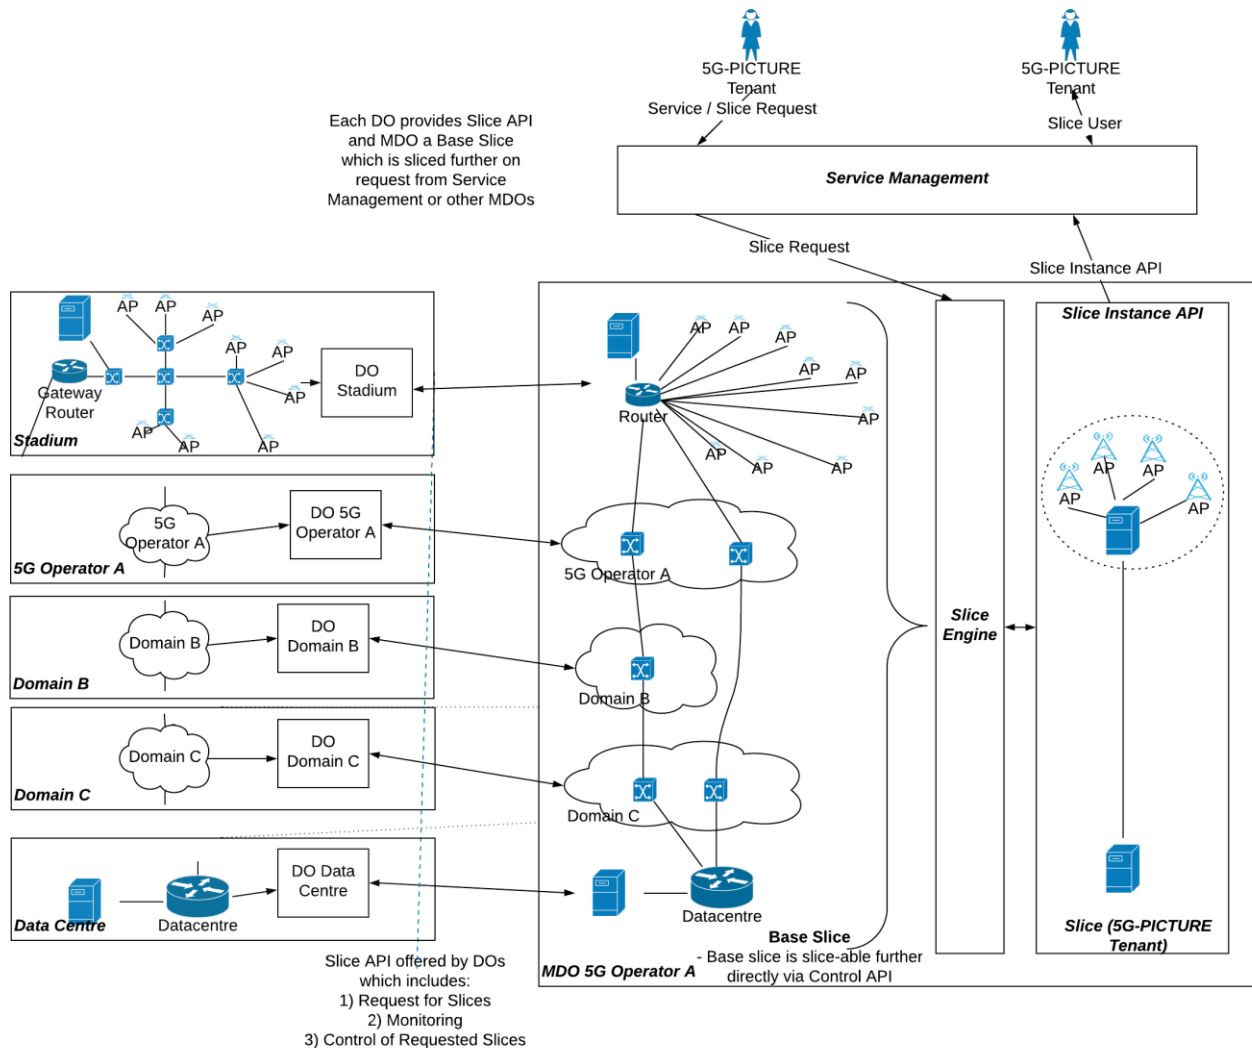 5G-PICTURE
Tenant
Service / Slice Request
5G-PICTURE
Tenant
Slice User
Each DO provides Slice API
and MDO a Base Slice
which is sliced further on
request from Service
Management or other MDOs
Service Management
Slice Request
Slice Instance API
AP
AP
AP
AP
AP
AP
AP
AP
AP
Gateway
Router
Stadium
DO
Stadium
5G
Operator A
DO 5G
Operator A
5G Operator A
Domain B
DO
Domain B
Domain B
Domain C
DO
Domain C
Domain C
DO Data
Centre
Datacentre
Data Centre
Slice API offered by DOs
which includes:
1) Request for Slices
2) Monitoring
3) Control of Requested Slices
AP
AP
AP
AP
AP
AP
AP
AP
AP
Router
5G Operator A
Domain B
Domain C
Datacentre
Base Slice
- Base slice is slice-able further
directly via Control API
MDO 5G Operator A
Slice
Engine
Slice Instance API
AP
AP
AP
AP
Slice (5G-PICTURE
Tenant)